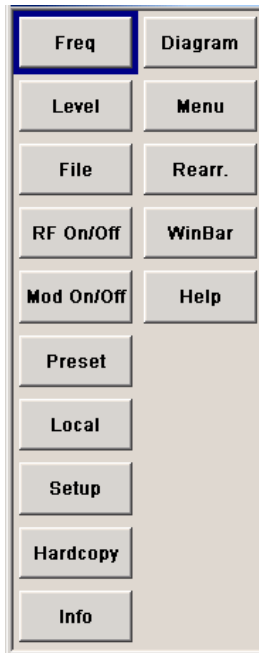 Freq Diagram
Level Menu
File Rearr.
RF On/Off WinBar
Mod On/Off Help
Preset
Local
Setup
Hardcopy
Info